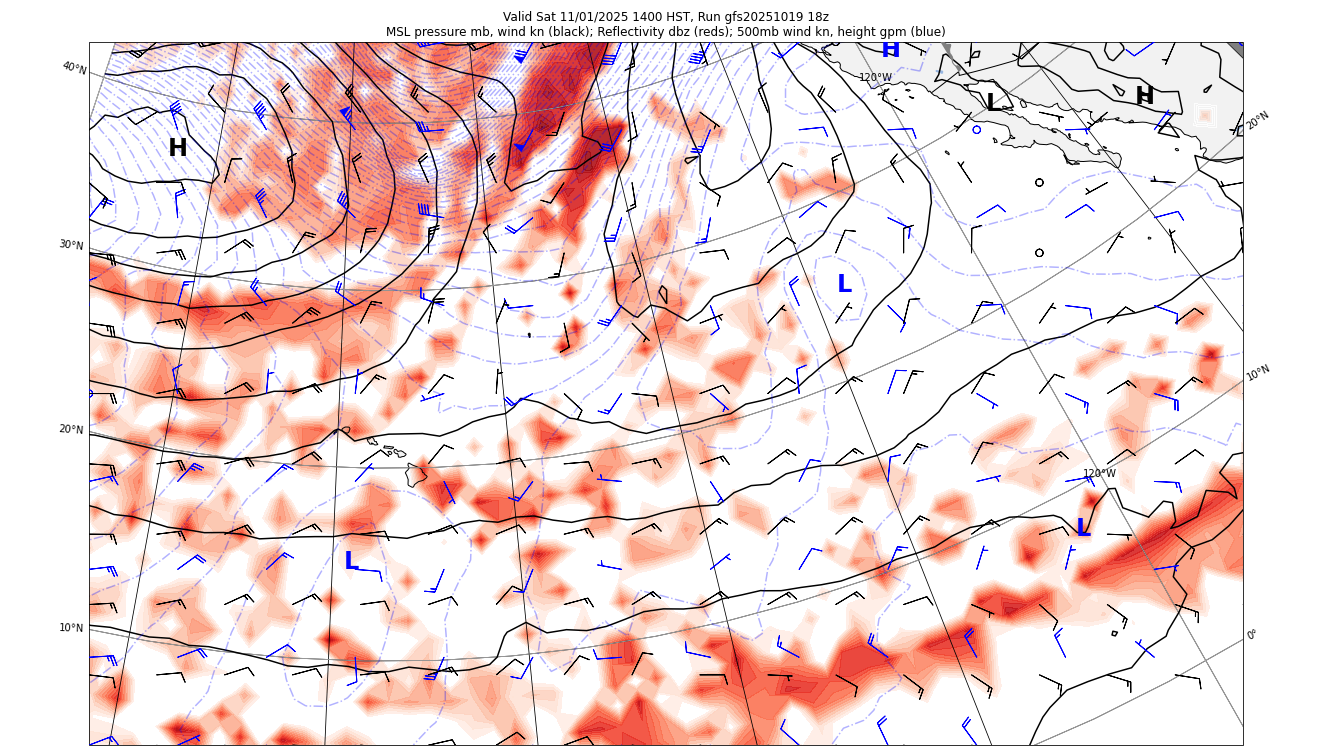 Valid Sat 11/01/2025 1400 HST, Run gfs20251019 18z
MSL pressure mb, wind kn (black); Reflectivity dbz (reds); 500mb wind kn, height gpm (blue)
H
40°N
120°W
L
H
20°N
H
30°N
L
10°N
20°N
120°W
L
L
10°N
0°